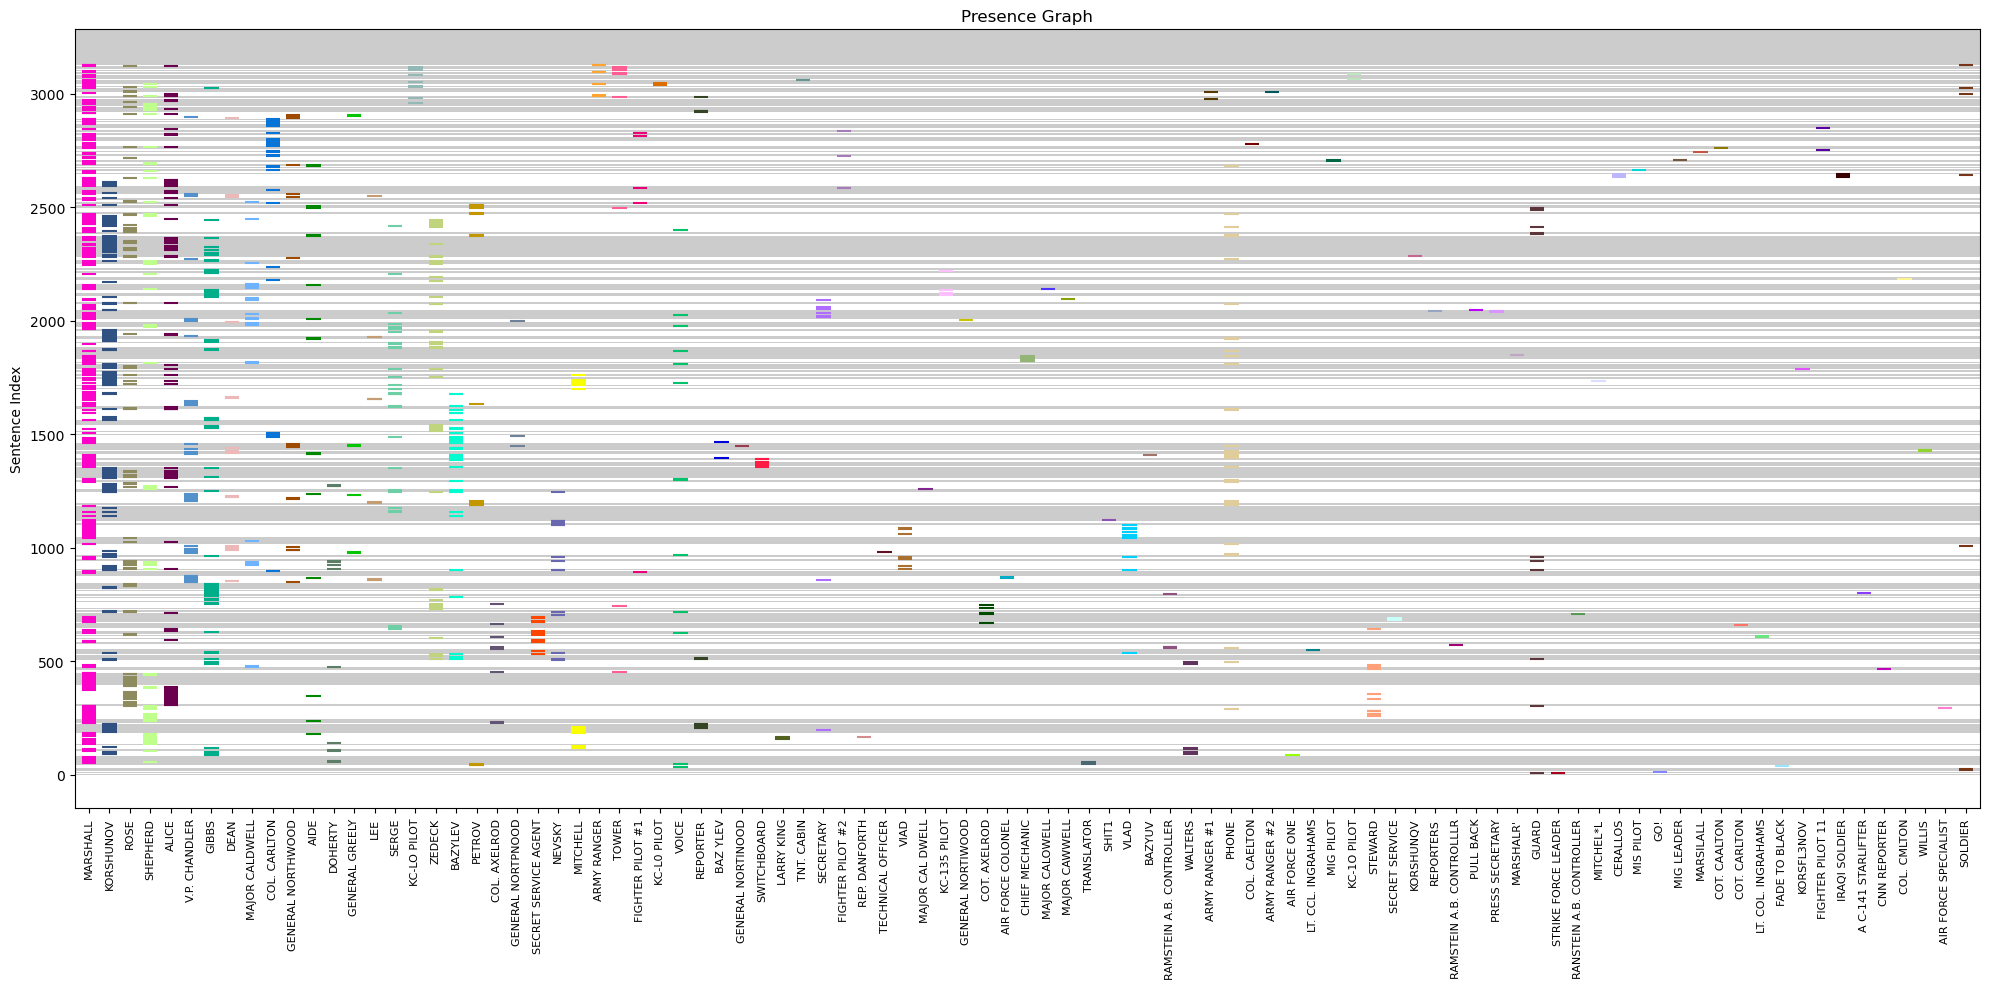 Presence Graph
Sentence Index
3000
2500
2000
1500
1000
500
0
MARSHALL
KORSHUNOV
ROSE
SHEPHERD
ALICE
V.P. CHANDLER
GIBBS
DEAN
MAJOR CALDWELL
COL. CARLTON
GENERAL NORTHWOOD
AIDE
DOHERTY
GENERAL GREELY
LEE
SERGE
KC-LO PILOT
ZEDECK
BAZYLEV
PETROV
COL. AXELROD
GENERAL NORTPNOOD
SECRET SERVICE AGENT
NEVSKY
MITCHELL
ARMY RANGER
TOWER
FIGHTER PILOT #1
KC-L0 PILOT
VOICE
REPORTER
BAZ YLEV
GENERAL NORTINOOD
SWITCHBOARD
LARRY KING
TNT. CABIN
SECRETARY
FIGHTER PILOT #2
REP. DANFORTH
TECHNICAL OFFICER
VIAD
MAJOR CAL DWELL
KC-135 PILOT
GENERAL NORTIWOOD
COT. AXELROD
AIR FORCE COLONEL
CHIEF MECHANIC
MAJOR CALOWELL
MAJOR CAWWELL
TRANSLATOR
SHT1
VLAD
BAZYUV
RAMSTEIN A.B. CONTROLLER
WALTERS
ARMY RANGER #1
PHONE
COL. CAELTON
ARMY RANGER #2
AIR FORCE ONE
LT. CCL. INGRAHAMS
MIG PILOT
KC-1O PILOT
STEWARD
SECRET SERVICE
KORSHUNQV
REPORTERS
RAMSTEIN A.B. CONTROLLLR
PULL BACK
PRESS SECRETARY
MARSHALR'
GUARD
STRIKE FORCE LEADER
RANSTEIN A.B. CONTROLLER
MITCHEL*L
CERALLOS
MIS PILOT
GO!
MIG LEADER
MARSILALL
COT. CAALTON
COT. CARLTON
LT. COL. INGRAHAMS
FADE TO BLACK
KORSFL3NOV
FIGHTER PILOT 11
IRAQI SOLDIER
A C-141 STARLIFTER
CNN REPORTER
COL. CMLTON
WILLIS
AIR FORCE SPECIALIST
SOLDIER